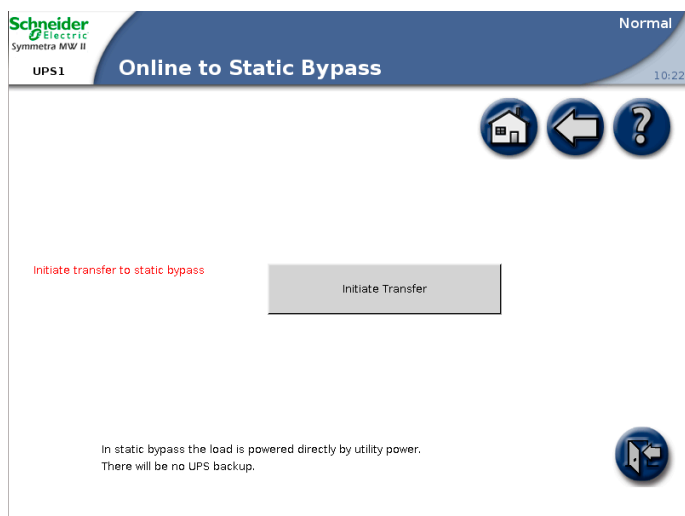 Schneider
Electric
Symmetra MW II
UPS1
Online to Static Bypass
Normal
10:22
?
Initiate transfer to static bypass
Initiate Transfer
In static bypass the load is powered directly by utility power.
There will be no UPS backup.